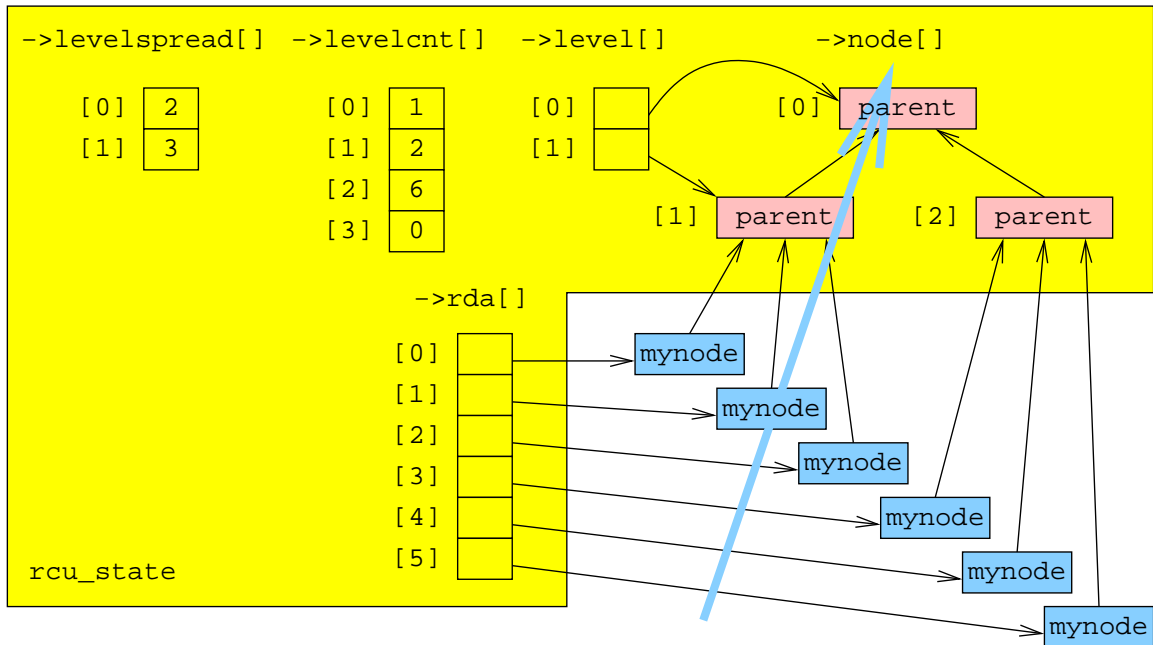 ->levelspread[] ->levelcnt[] ->level[] ->node[]
[0] 2 [0] 1 [0] [0] parent
[1] 3 [1] 2 [1]
[2] 6 [1] parent [2] parent
[3] 0
->rda[]
[0] mynode
[1] mynode
[2] mynode
[3] mynode
[4] mynode
[5] mynode
rcu_state